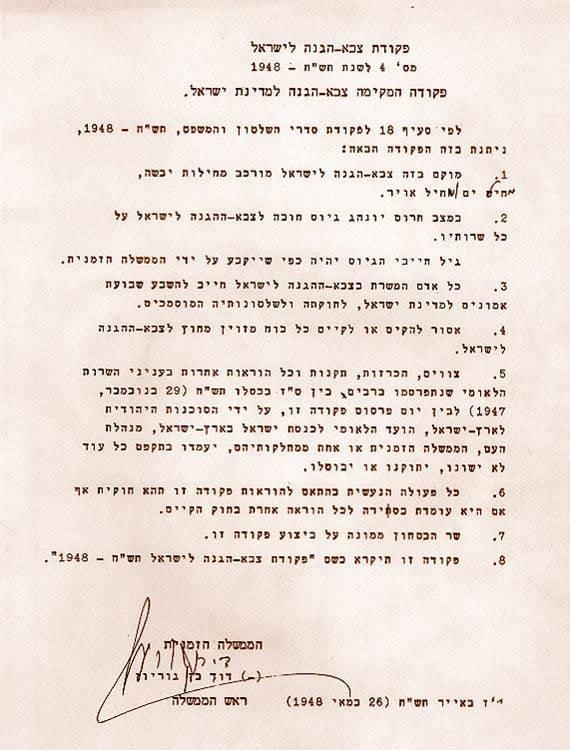 פקודת צבא-הגנה לישראל
מס' 4 לשנת תש"ח - 1948
פקודה המקימה צבא-הגנה למדינת ישראל.
לפי סעיף 18 לפקודת סדרי השלטון והמשפט, תש"ח - 1948,
ניתנת בזה הפקודה הבאה:
1. מוקם בזה צבא-הגנה לישראל מורכב מחילות יבשה,
חיל ים וחיל אויר.
2. במצב חרום יונהג גיוס חובה לצבא-ההגנה לישראל על
כל שרותיו.
גיל חייבי הגיוס יהיה כפי שייקבע על ידי הממשלה הזמנית.
3. כל אדם המשרת בצבא-ההגנה לישראל חייב להשבע שבועת
אמונים למדינת ישראל, לחוקתה ולשלטונותיה המוסמכים.
4. אסור להקים או לקיים כל כוח מזוין מחוץ לצבא-ההגנה
לישראל.
5. צווים, הכרזות, תקנות וכל הוראות אחרות בעניני השרות
הלאומי שנתפרסמו ברבים, בין ט"ז בכסלו תש"ח (29 בנובמבר,
1947) לבין יום פרסום פקודה זו, על ידי הסוכנות היהודית
לארץ-ישראל, הועד הלאומי לכנסת ישראל בארץ-ישראל, מנהלת
העם, הממשלה הזמנית או אחת ממחלקותיהם, יעמדו בתקפם כל עוד
לא ישונו, יתוקנו או יבוטלו.
6. כל פעולה הנעשית בהתאם להוראות פקודה זו תהא חוקית אף
אם היא עומדת בסתירה לכל הוראה אחרת בחוק הקיים.
7. שר הבטחון ממונה על ביצוע פקודה זו.
8. פקודה זו תיקרא בשם "פקודת צבא-הגנה לישראל תש"ח - 1948".
הממשלה הזמנית
(-) דוד בן גוריון
ראש הממשלה
י"ז באייר תש"ח (26 במאי 1948)